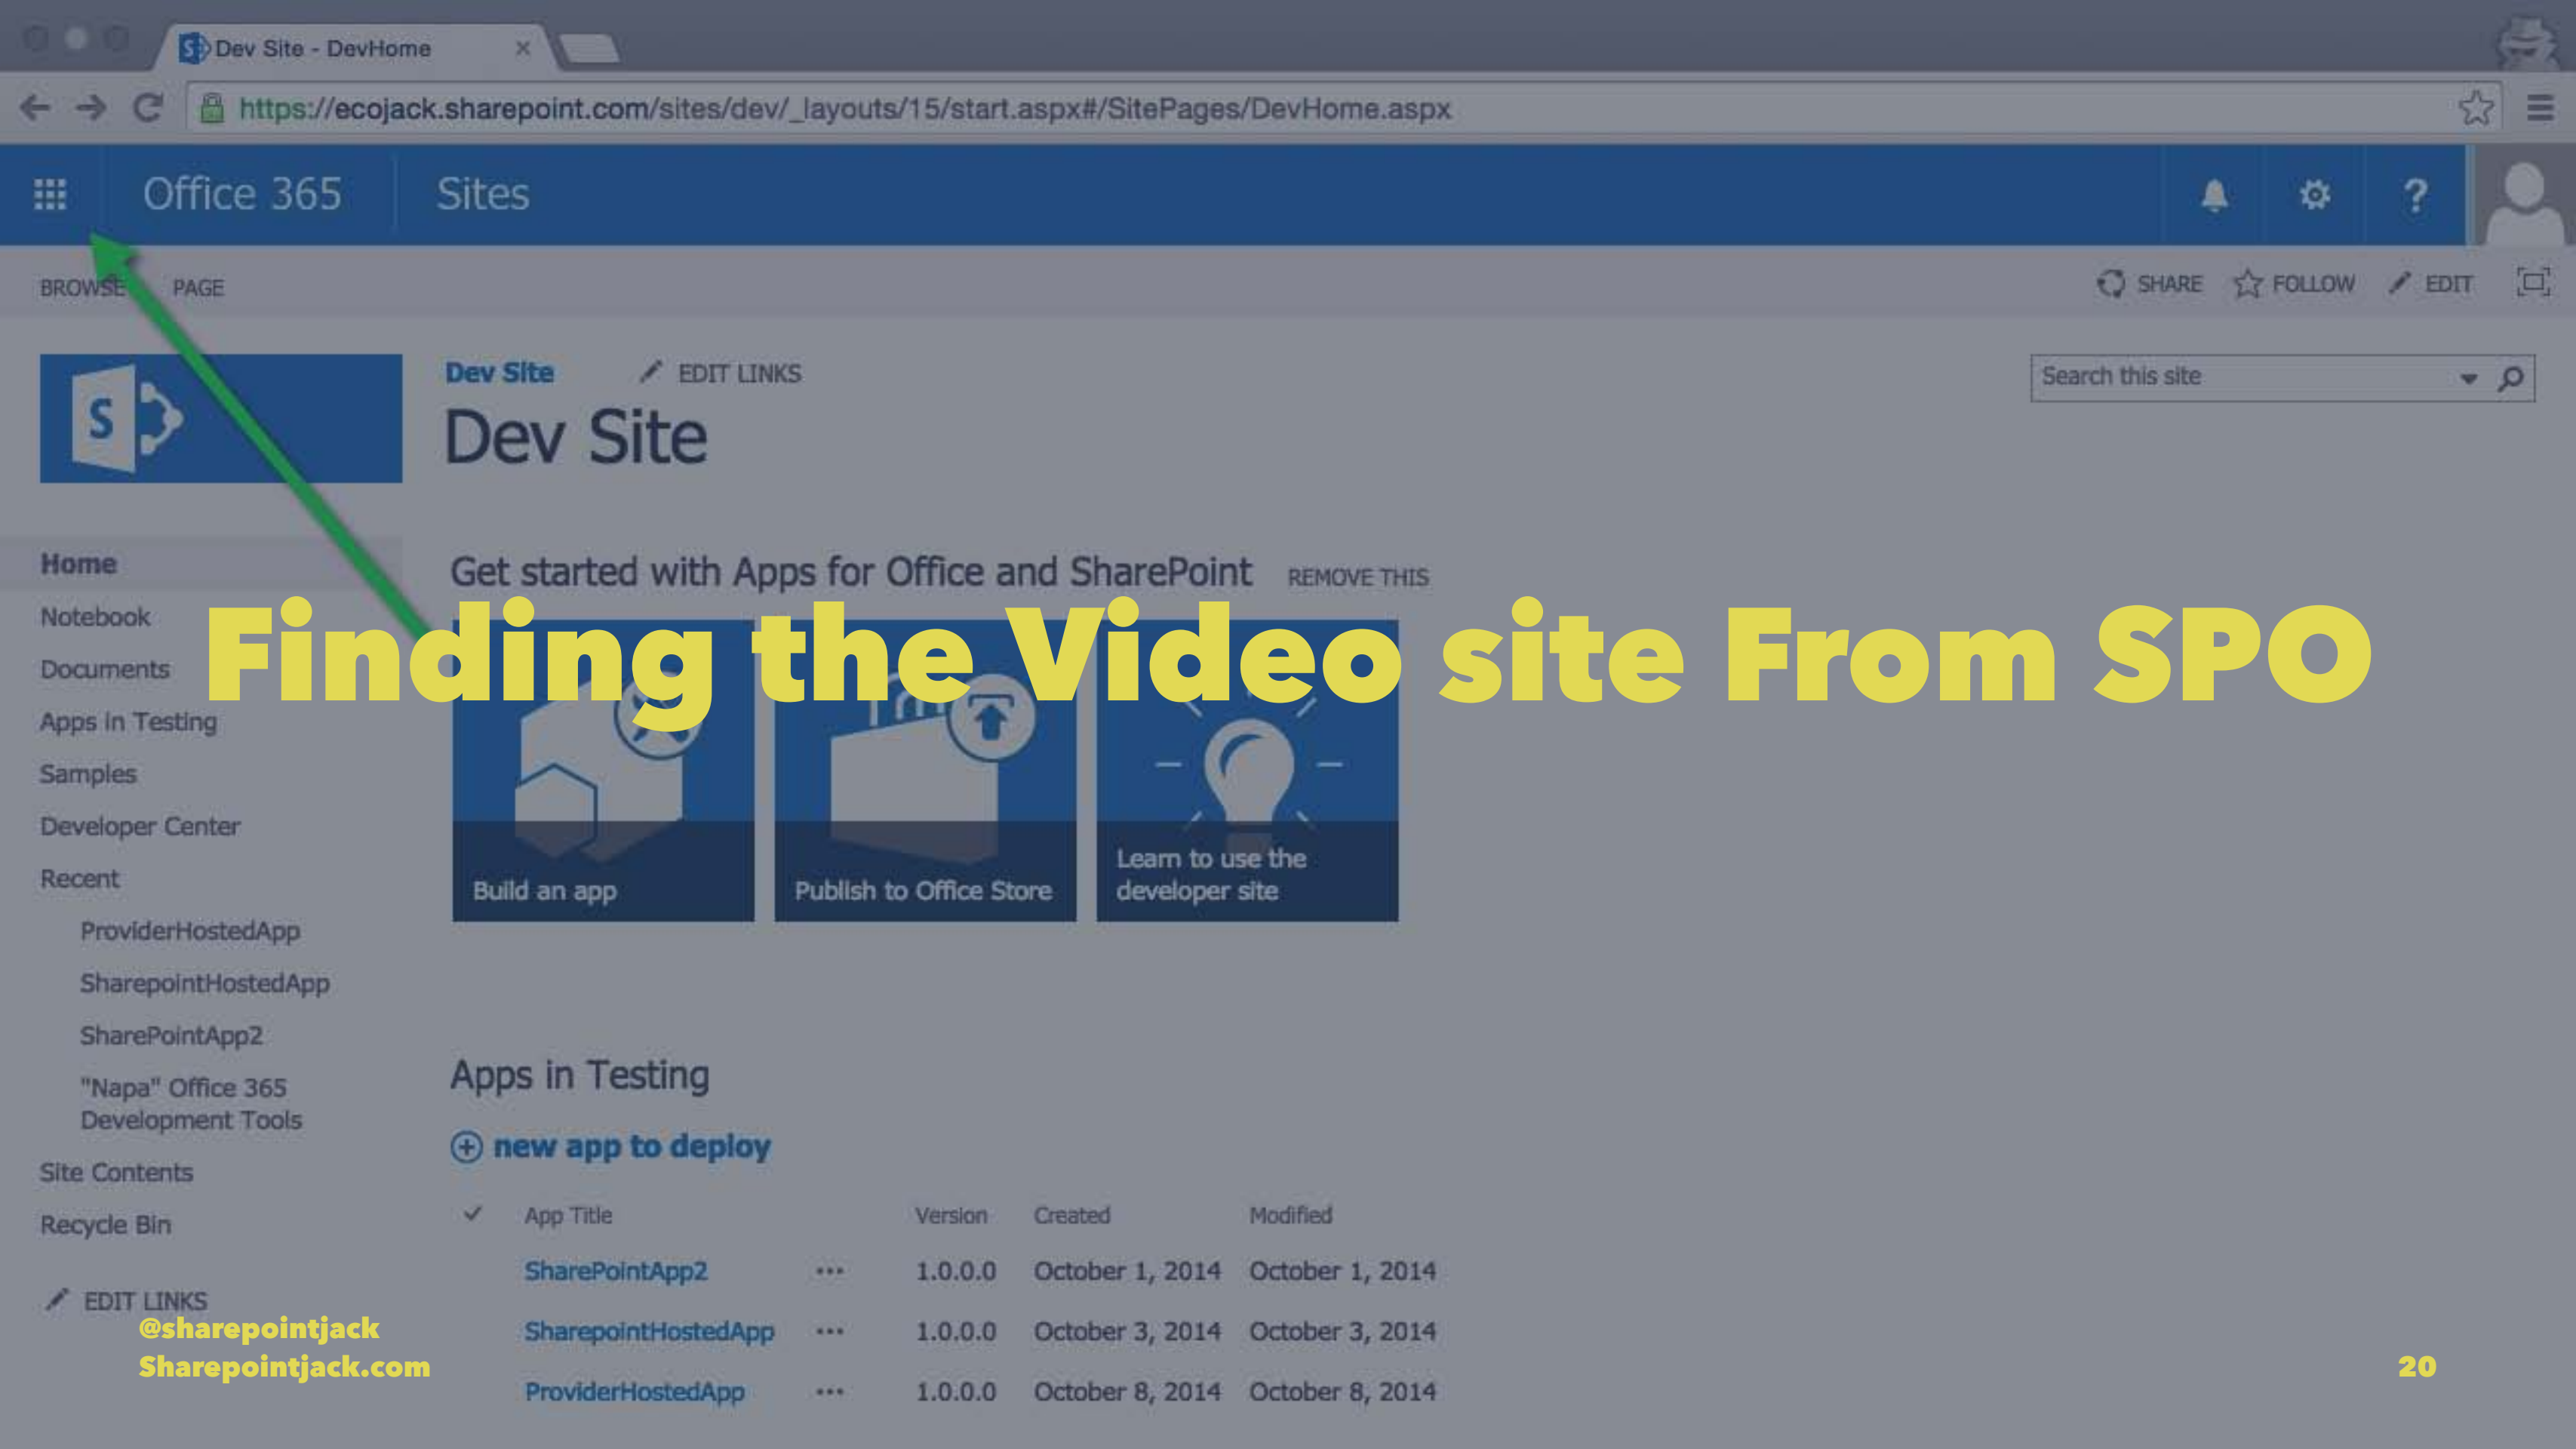 Dev Site - DevHome
https://ecojack.sharepoint.com/sites/dev/_layouts/15/start.aspx#/SitePages/DevHome.aspx
Office 365 Sites ?
BROWSE PAGE SHARE FOLLOW EDIT
Dev Site EDIT LINKS
Search this site
Dev Site
S
Home
Notebook
Documents
Apps in Testing
Samples
Developer Center
Recent
ProviderHostedApp
SharepointHostedApp
SharePointApp2
"Napa" Office 365
Development Tools
Site Contents
Recycle Bin
EDIT LINKS
Get started with Apps for Office and SharePoint REMOVE THIS
Finding the Video site From SPO
Build an app
Publish to Office Store
Learn to use the
developer site
Apps in Testing
new app to deploy
App Title Version Created Modified
SharePointApp2 ... 1.0.0.0 October 1, 2014 October 1, 2014
SharepointHostedApp ... 1.0.0.0 October 3, 2014 October 3, 2014
ProviderHostedApp ... 1.0.0.0 October 8, 2014 October 8, 2014
@sharepointjack
Sharepointjack.com
20